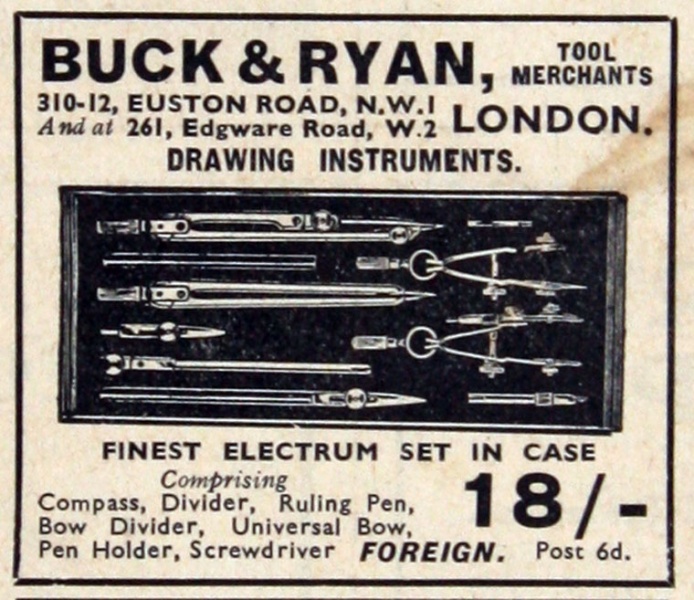 BUCK & RYAN, TOOL MERCHANTS
310-12, EUSTON ROAD, N.W.1
And at 261, Edgware Road, W.2 LONDON.
DRAWING INSTRUMENTS.
FINEST ELECTRUM SET IN CASE
Comprising
Compass, Divider, Ruling Pen,
Bow Divider, Universal Bow,
Pen Holder, Screwdriver
18/-
FOREIGN. Post 6d.